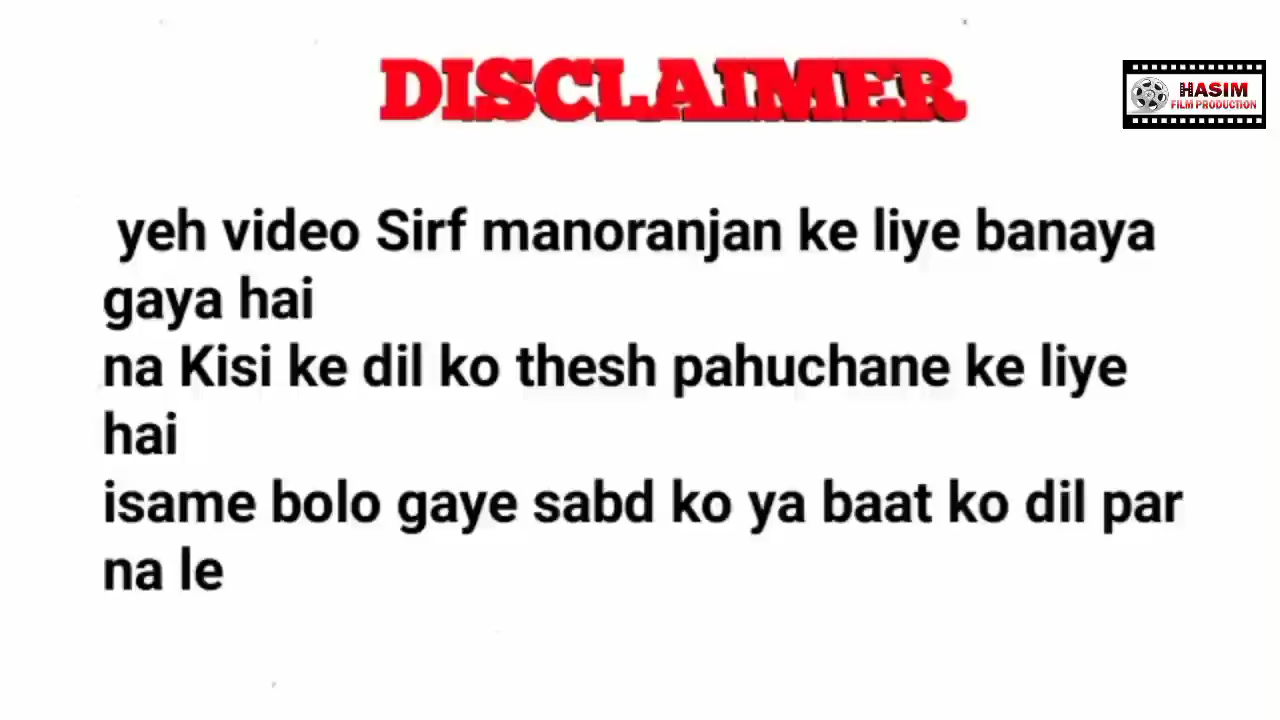 DISCLAIMER
HASIM
FILM PRODUCTION
yeh video Sirf manoranjan ke liye banaya
gaya hai
na Kisi ke dil ko thesh pahuchane ke liye
hai
isame bolo gaye sabd ko ya baat ko dil par
na le